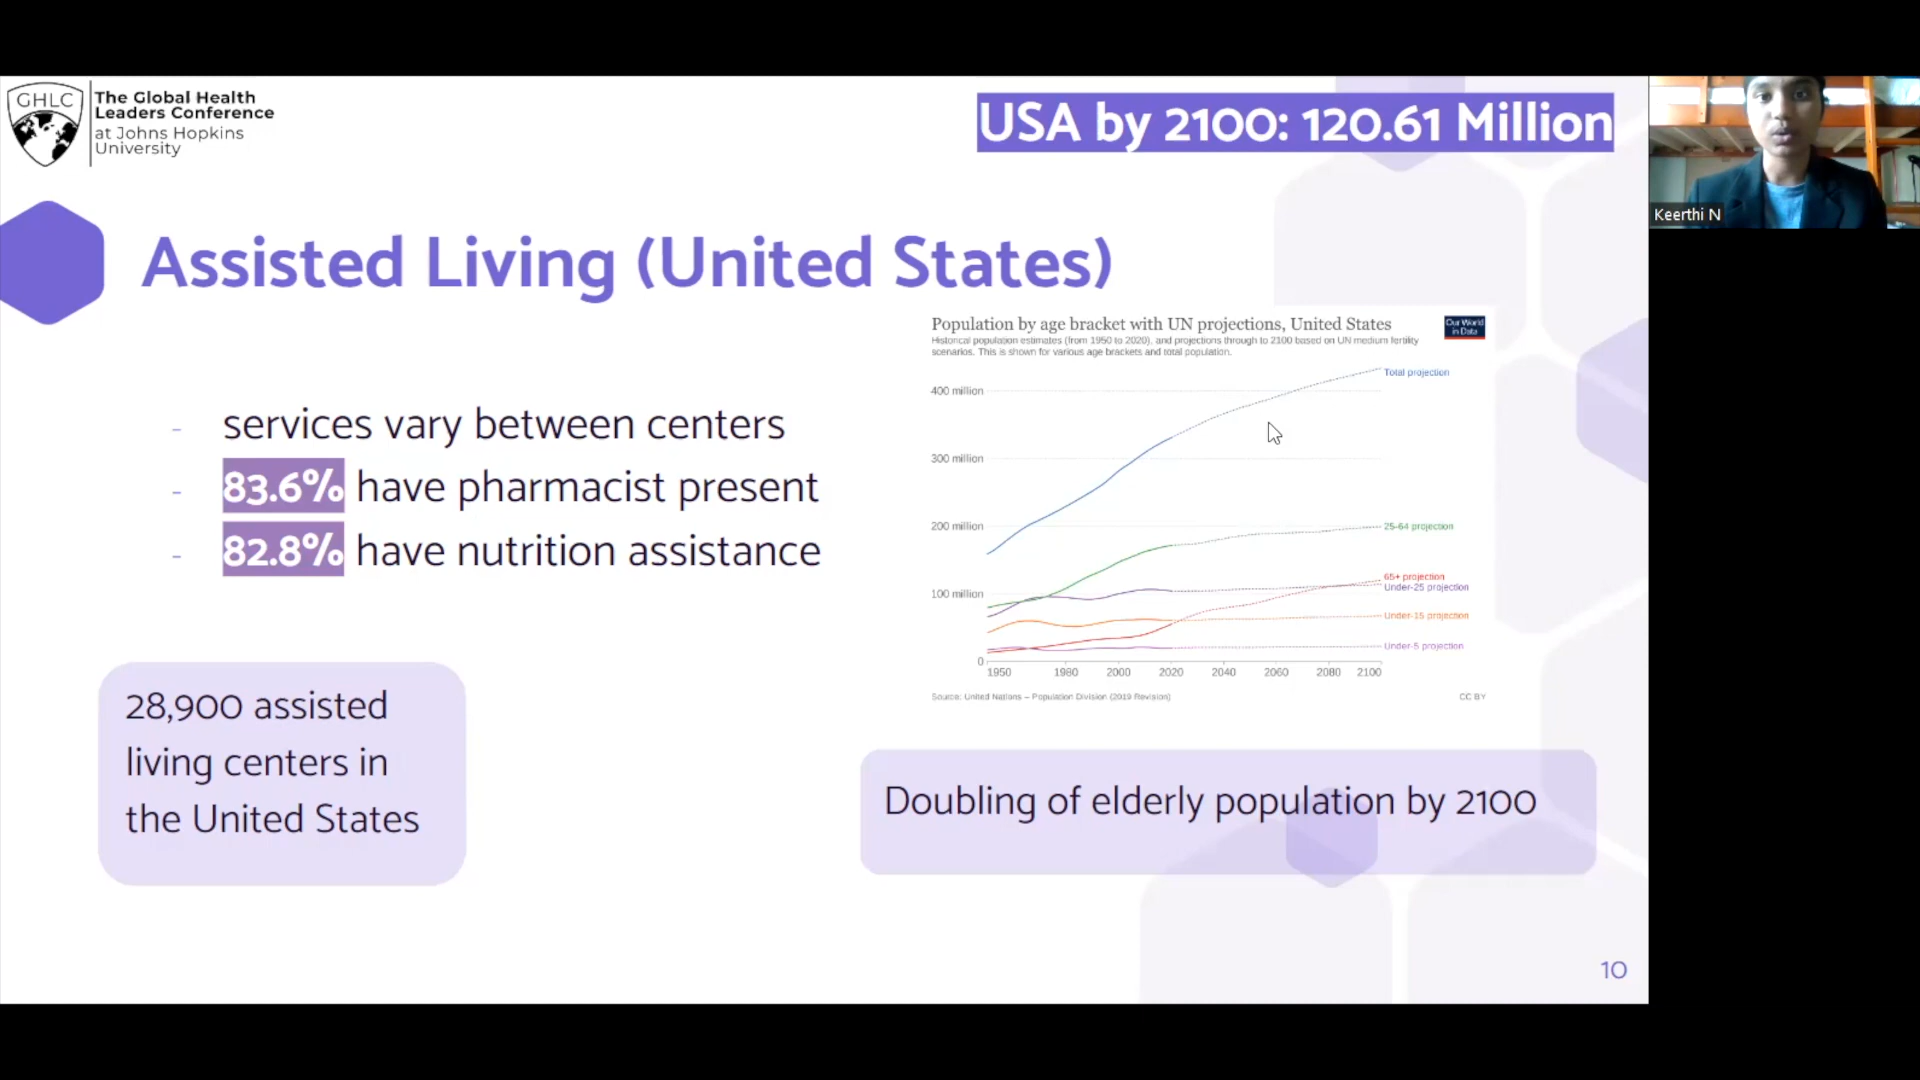 GHLC
The Global Health
Leaders Conference
at Johns Hopkins
University
USA by 2100: 120.61 Million
Keerthi N
Assisted Living (United States)
- services vary between centers
- 83.6% have pharmacist present
- 82.8% have nutrition assistance
28,900 assisted
living centers in
the United States
Population by age bracket with UN projections, United States
Historical population estimates (from 1950 to 2020), and projections through to 2100 based on UN medium fertility
scenarios. This is shown for various age brackets and total population.
Our World
in Data
Total projection
400 million
300 million
200 million
25-64 projection
65+ projection
Under-25 projection
100 million
Under-15 projection
Under-5 projection
0
1950 1980 2000 2020 2040 2060 2080 2100
Source: United Nations – Population Division (2019 Revision)
CC BY
Doubling of elderly population by 2100
10